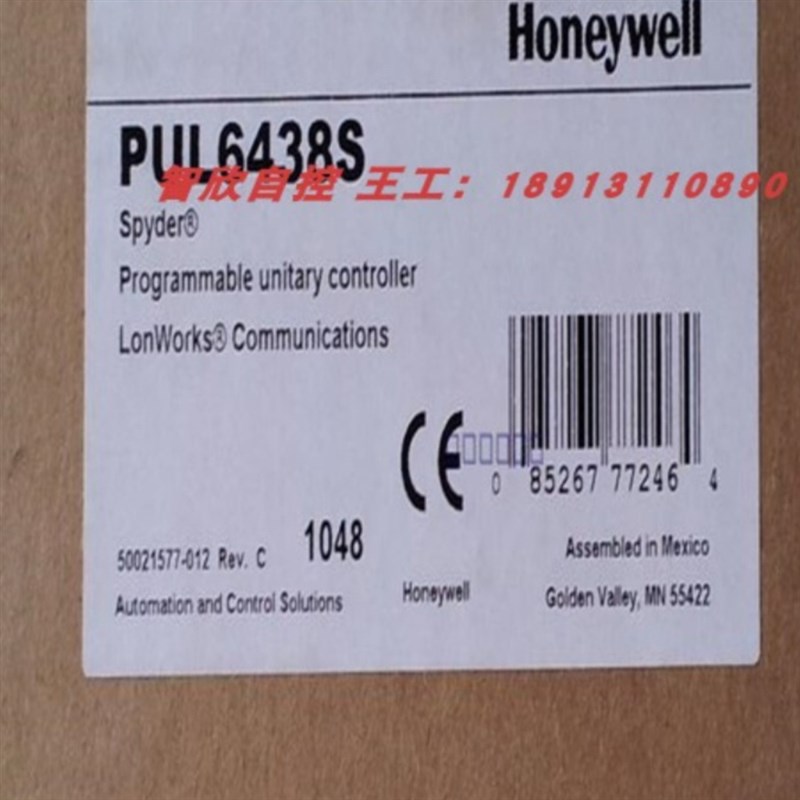 Honeywell
PUL6438S
智欣自控 王工：18913110890
Spyder®
Programmable unitary controller
LonWorks® Communications
CE
0 85267 77246 4
50021577-012 Rev. C 1048
Assembled in Mexico
Automation and Control Solutions
Honeywell
Golden Valley, MN 55422